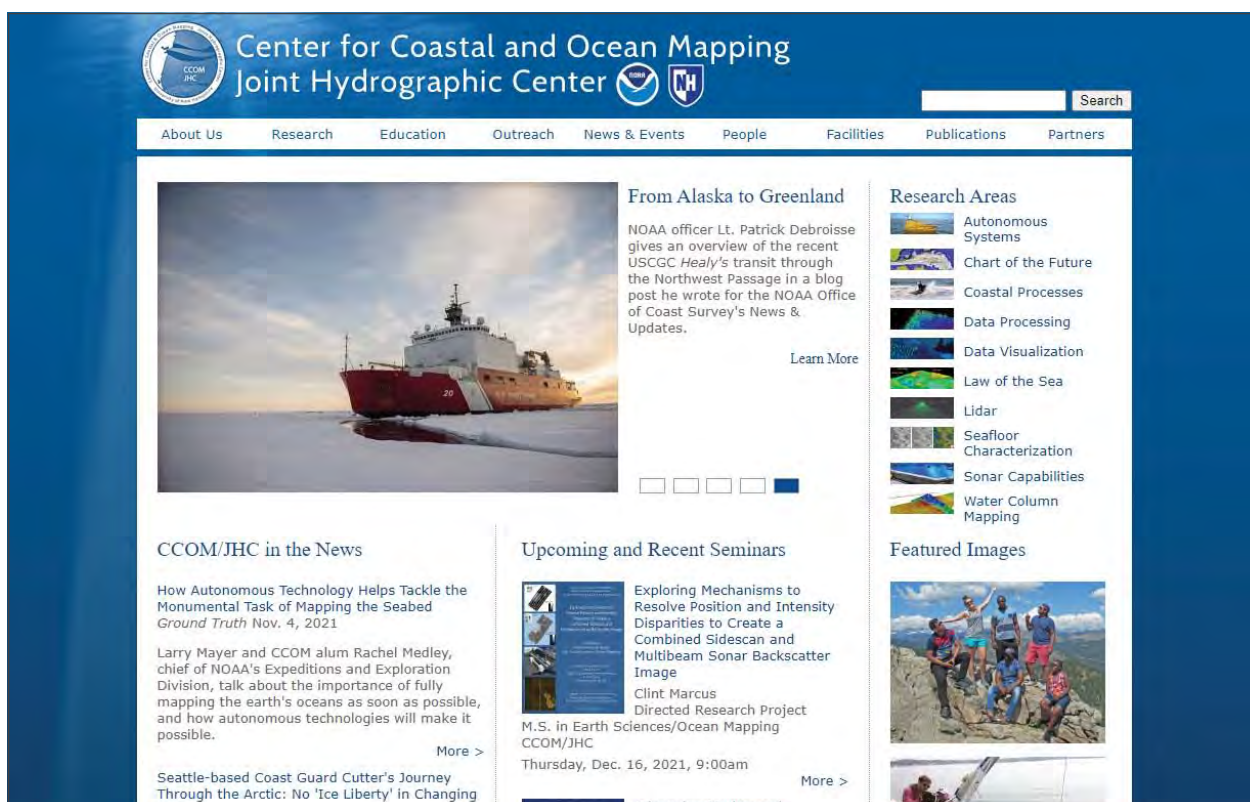 CCOM
JHC
Center for Coastal and Ocean Mapping
Joint Hydrographic Center
NOAA
NH
Search
About Us
Research
Education
Outreach
News & Events
People
Facilities
Publications
Partners
From Alaska to Greenland
NOAA officer Lt. Patrick Debroisse
gives an overview of the recent
USCGC Healy's transit through
the Northwest Passage in a blog
post he wrote for the NOAA Office
of Coast Survey's News &
Updates.
Learn More
20
Research Areas
Autonomous
Systems
Chart of the Future
Coastal Processes
Data Processing
Data Visualization
Law of the Sea
Lidar
Seafloor
Characterization
Sonar Capabilities
Water Column
Mapping
CCOM/JHC in the News
How Autonomous Technology Helps Tackle the
Monumental Task of Mapping the Seabed
Ground Truth Nov. 4, 2021
Larry Mayer and CCOM alum Rachel Medley,
chief of NOAA's Expeditions and Exploration
Division, talk about the importance of fully
mapping the earth's oceans as soon as possible,
and how autonomous technologies will make it
possible.
More >
Seattle-based Coast Guard Cutter's Journey
Through the Arctic: No 'Ice Liberty' in Changing
Upcoming and Recent Seminars
Exploring Mechanisms to
Resolve Position and Intensity
Disparities to Create a
Combined Sidescan and
Multibeam Sonar Backscatter
Image
Clint Marcus
Directed Research Project
M.S. in Earth Sciences/Ocean Mapping
CCOM/JHC
Thursday, Dec. 16, 2021, 9:00am
More >
Featured Images